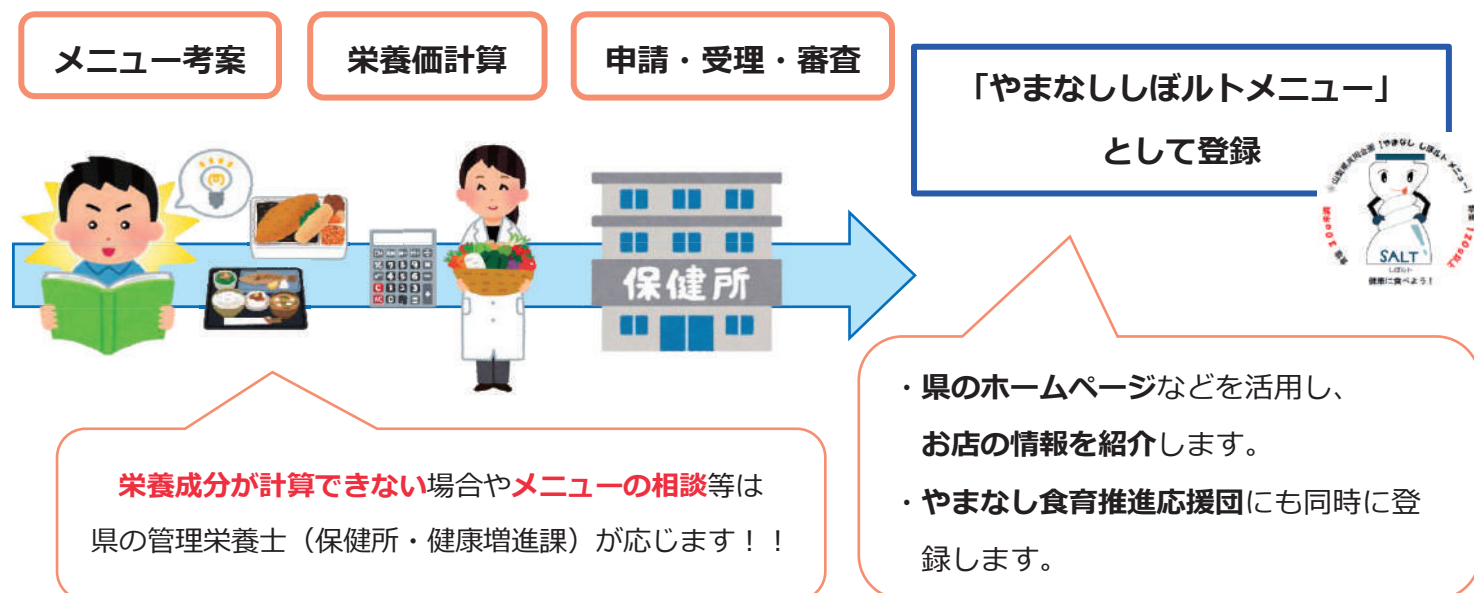 メニュー考案
栄養価計算
申請・受理・審査
「やまなししぼルトメニュー」
として登録
保健所
SALT
しぼルト
健康に食べよう！
栄養成分が計算できない場合やメニューの相談等は
県の管理栄養士（保健所・健康増進課）が応じます！！
・県のホームページなどを活用し、
お店の情報を紹介します。
・やまなし食育推進応援団にも同時に登
録します。